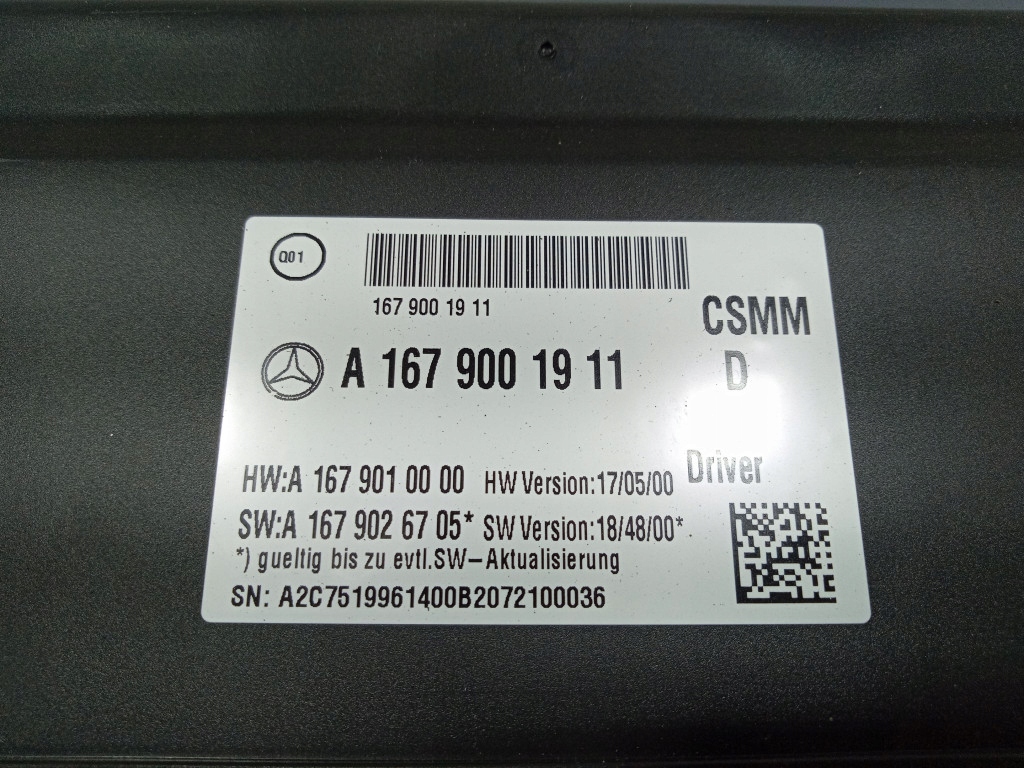 Q01
167 900 19 11
CSMM
A 167 900 19 11
D
Driver
HW:A 167 901 00 00 HW Version:17/05/00
SW:A 167 902 67 05* SW Version:18/48/00*
*) gueltig bis zu evtl.SW-Aktualisierung
SN: A2C7519961400B2072100036